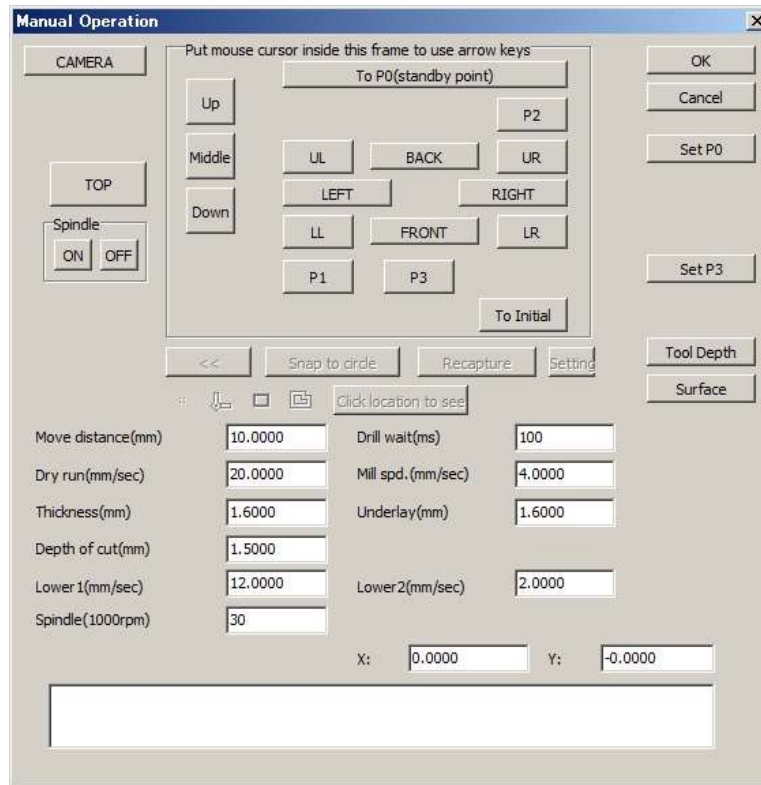 Manual Operation
CAMERA
Put mouse cursor inside this frame to use arrow keys
OK
To P0(standby point)
Up
Cancel
P2
Middle
UL
BACK
UR
Set P0
TOP
LEFT
RIGHT
Down
Spindle
LL
FRONT
LR
ON
OFF
P1
P3
Set P3
To Initial
<<
Snap to circle
Recapture
Setting
Tool Depth
Click location to see
Surface
Move distance(mm) 10.0000 Drill wait(ms) 100
Dry run(mm/sec) 20.0000 Mill spd.(mm/sec) 4.0000
Thickness(mm) 1.6000 Underlay(mm) 1.6000
Depth of cut(mm) 1.5000
Lower1(mm/sec) 12.0000 Lower2(mm/sec) 2.0000
Spindle(1000rpm) 30
X: 0.0000 Y: -0.0000